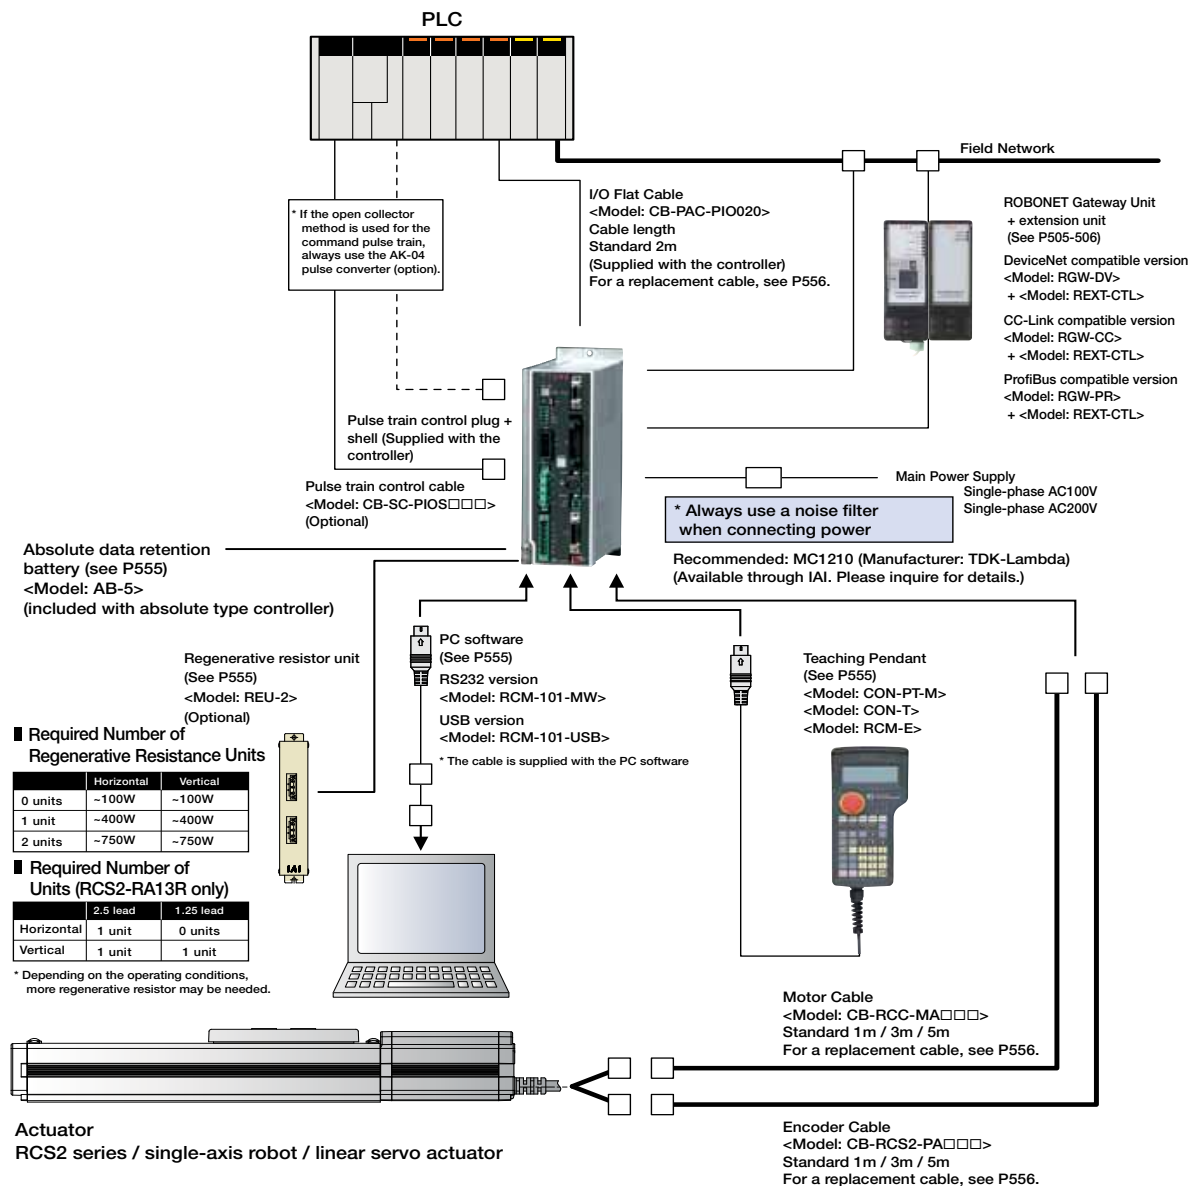 PLC
Field Network
* If the open collector
method is used for the
command pulse train,
always use the AK-04
pulse converter (option).
I/O Flat Cable
<Model: CB-PAC-PIO020>
Cable length
Standard 2m
(Supplied with the controller)
For a replacement cable, see P556.
ROBONET Gateway Unit
+ extension unit
(See P505-506)
DeviceNet compatible version
<Model: RGW-DV>
+ <Model: REXT-CTL>
CC-Link compatible version
<Model: RGW-CC>
+ <Model: REXT-CTL>
ProfiBus compatible version
<Model: RGW-PR>
+ <Model: REXT-CTL>
Pulse train control plug +
shell (Supplied with the
controller)
Pulse train control cable
<Model: CB-SC-PIOS□□□>
(Optional)
Main Power Supply
Single-phase AC100V
Single-phase AC200V
* Always use a noise filter
when connecting power
Recommended: MC1210 (Manufacturer: TDK-Lambda)
(Available through IAI. Please inquire for details.)
Absolute data retention
battery (see P555)
<Model: AB-5>
(included with absolute type controller)
Regenerative resistor unit
(See P555)
<Model: REU-2>
(Optional)
PC software
(See P555)
RS232 version
<Model: RCM-101-MW>
USB version
<Model: RCM-101-USB>
* The cable is supplied with the PC software
Teaching Pendant
(See P555)
<Model: CON-PT-M>
<Model: CON-T>
<Model: RCM-E>
■ Required Number of
Regenerative Resistance Units
Horizontal Vertical
0 units ~100W ~100W
1 unit ~400W ~400W
2 units ~750W ~750W
IAI
■ Required Number of
Units (RCS2-RA13R only)
2.5 lead 1.25 lead
Horizontal 1 unit 0 units
Vertical 1 unit 1 unit
* Depending on the operating conditions,
more regenerative resistor may be needed.
Motor Cable
<Model: CB-RCC-MA□□□>
Standard 1m / 3m / 5m
For a replacement cable, see P556.
Encoder Cable
<Model: CB-RCS2-PA□□□>
Standard 1m / 3m / 5m
For a replacement cable, see P556.
Actuator
RCS2 series / single-axis robot / linear servo actuator